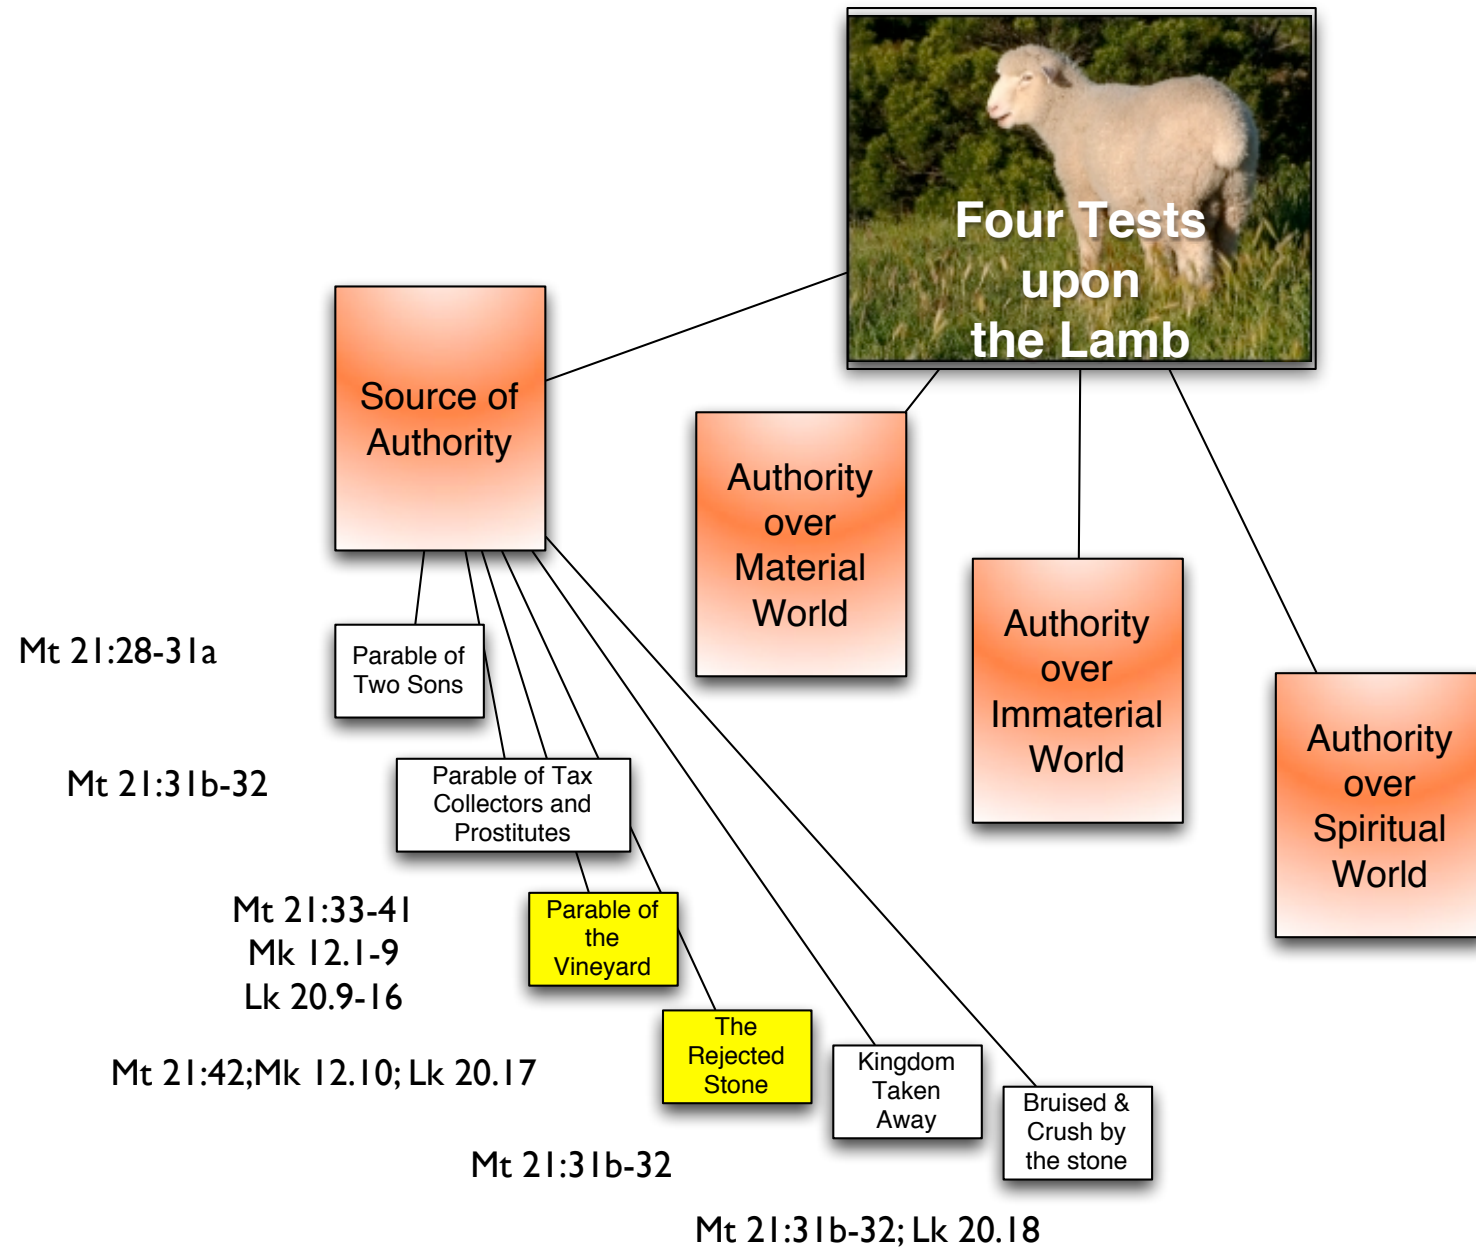 Four Tests
upon
the Lamb
Source of
Authority
Authority
over
Material
World
Authority
over
Immaterial
World
Authority
over
Spiritual
World
Mt 21:28-31a
Parable of
Two Sons
Mt 21:31b-32
Parable of Tax
Collectors and
Prostitutes
Mt 21:33-41
Mk 12.1-9
Lk 20.9-16
Parable of
the
Vineyard
Mt 21:42;Mk 12.10; Lk 20.17
The
Rejected
Stone
Mt 21:31b-32
Kingdom
Taken
Away
Mt 21:31b-32; Lk 20.18
Bruised &
Crush by
the stone